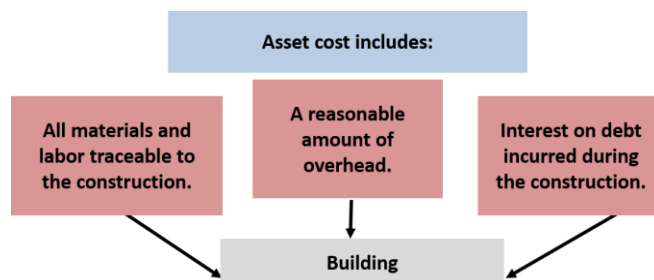 Asset cost includes:
All materials and
labor traceable to
the construction.
A reasonable
amount of
overhead.
Interest on debt
incurred during
the construction.
Building